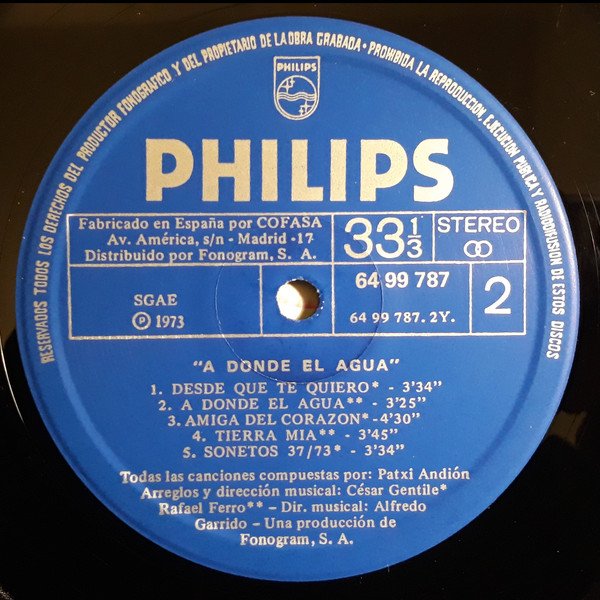 RESERVADOS TODOS LOS DERECHOS DEL PRODUCTOR FONOGRAFICO Y DEL PROPIETARIO DE LA OBRA GRABADA · PROHIBIDA LA REPRODUCCION, EJECUCION PUBLICA Y RADIODIFUSION DE ESTOS DISCOS
PHILIPS
PHILIPS
Fabricado en España por COFASA
Av. América, s/n - Madrid -17
Distribuido por Fonogram, S. A.
33 1/3
STEREO
SGAE
℗ 1973
64 99 787
64 99 787. 2Y.
2
"A DONDE EL AGUA"
1. DESDE QUE TE QUIERO* - 3'34"
2. A DONDE EL AGUA** - 3'25"
3. AMIGA DEL CORAZON* -4'30"
4. TIERRA MIA** - 3'45"
5. SONETOS 37/73* - 3'34"
Todas las canciones compuestas por: Patxi Andión
Arreglos y dirección musical: César Gentile*
Rafael Ferro** – Dir. musical: Alfredo
Garrido – Una producción de
Fonogram, S. A.